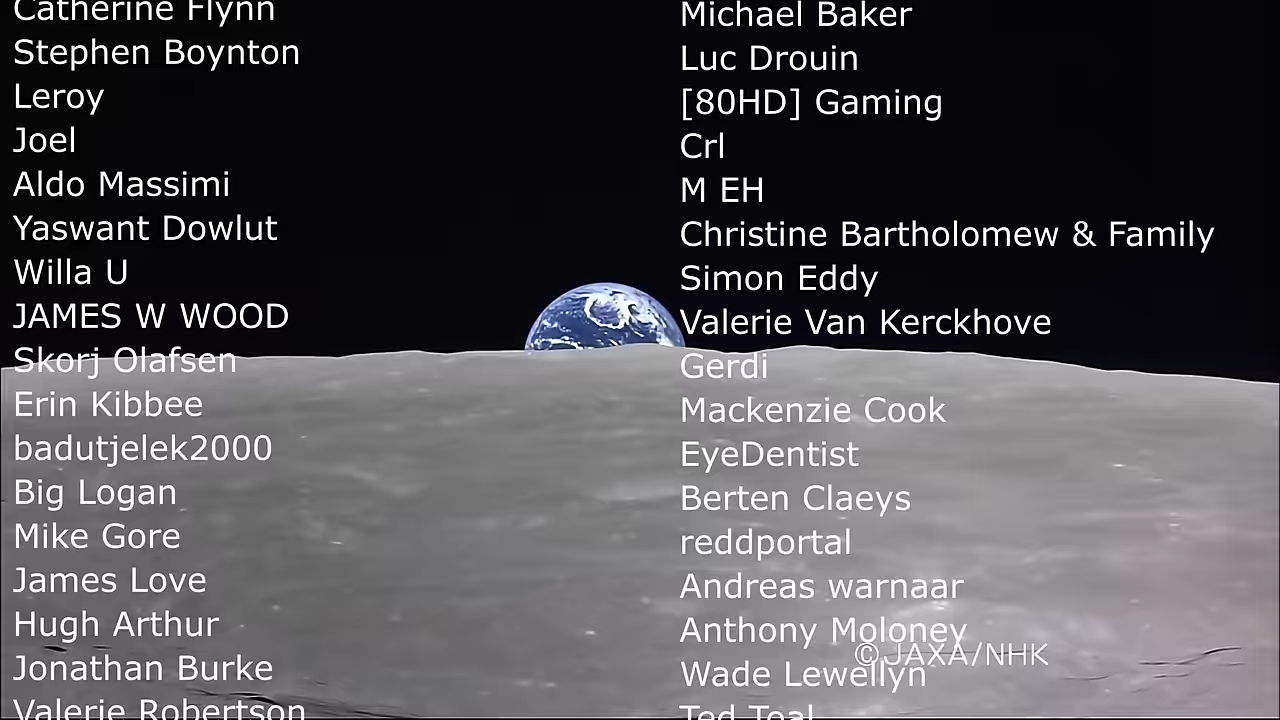 Catherine Flynn
Stephen Boynton
Leroy
Joel
Aldo Massimi
Yaswant Dowlut
Willa U
JAMES W WOOD
Skorj Olafsen
Erin Kibbee
badutjelek2000
Big Logan
Mike Gore
James Love
Hugh Arthur
Jonathan Burke
Valerie Robertson
Michael Baker
Luc Drouin
[80HD] Gaming
Crl
M EH
Christine Bartholomew & Family
Simon Eddy
Valerie Van Kerckhove
Gerdi
Mackenzie Cook
EyeDentist
Berten Claeys
reddportal
Andreas warnaar
Anthony Moloney
©JAXA/NHK
Wade Lewellyn
Ted Toal